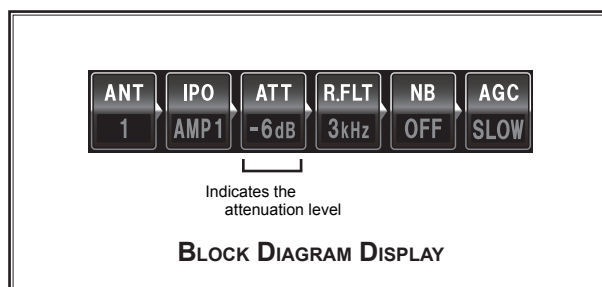 ANT IPO ATT R.FLT NB AGC
1 AMP1 -6dB 3kHz OFF SLOW
Indicates the
attenuation level
BLOCK DIAGRAM DISPLAY